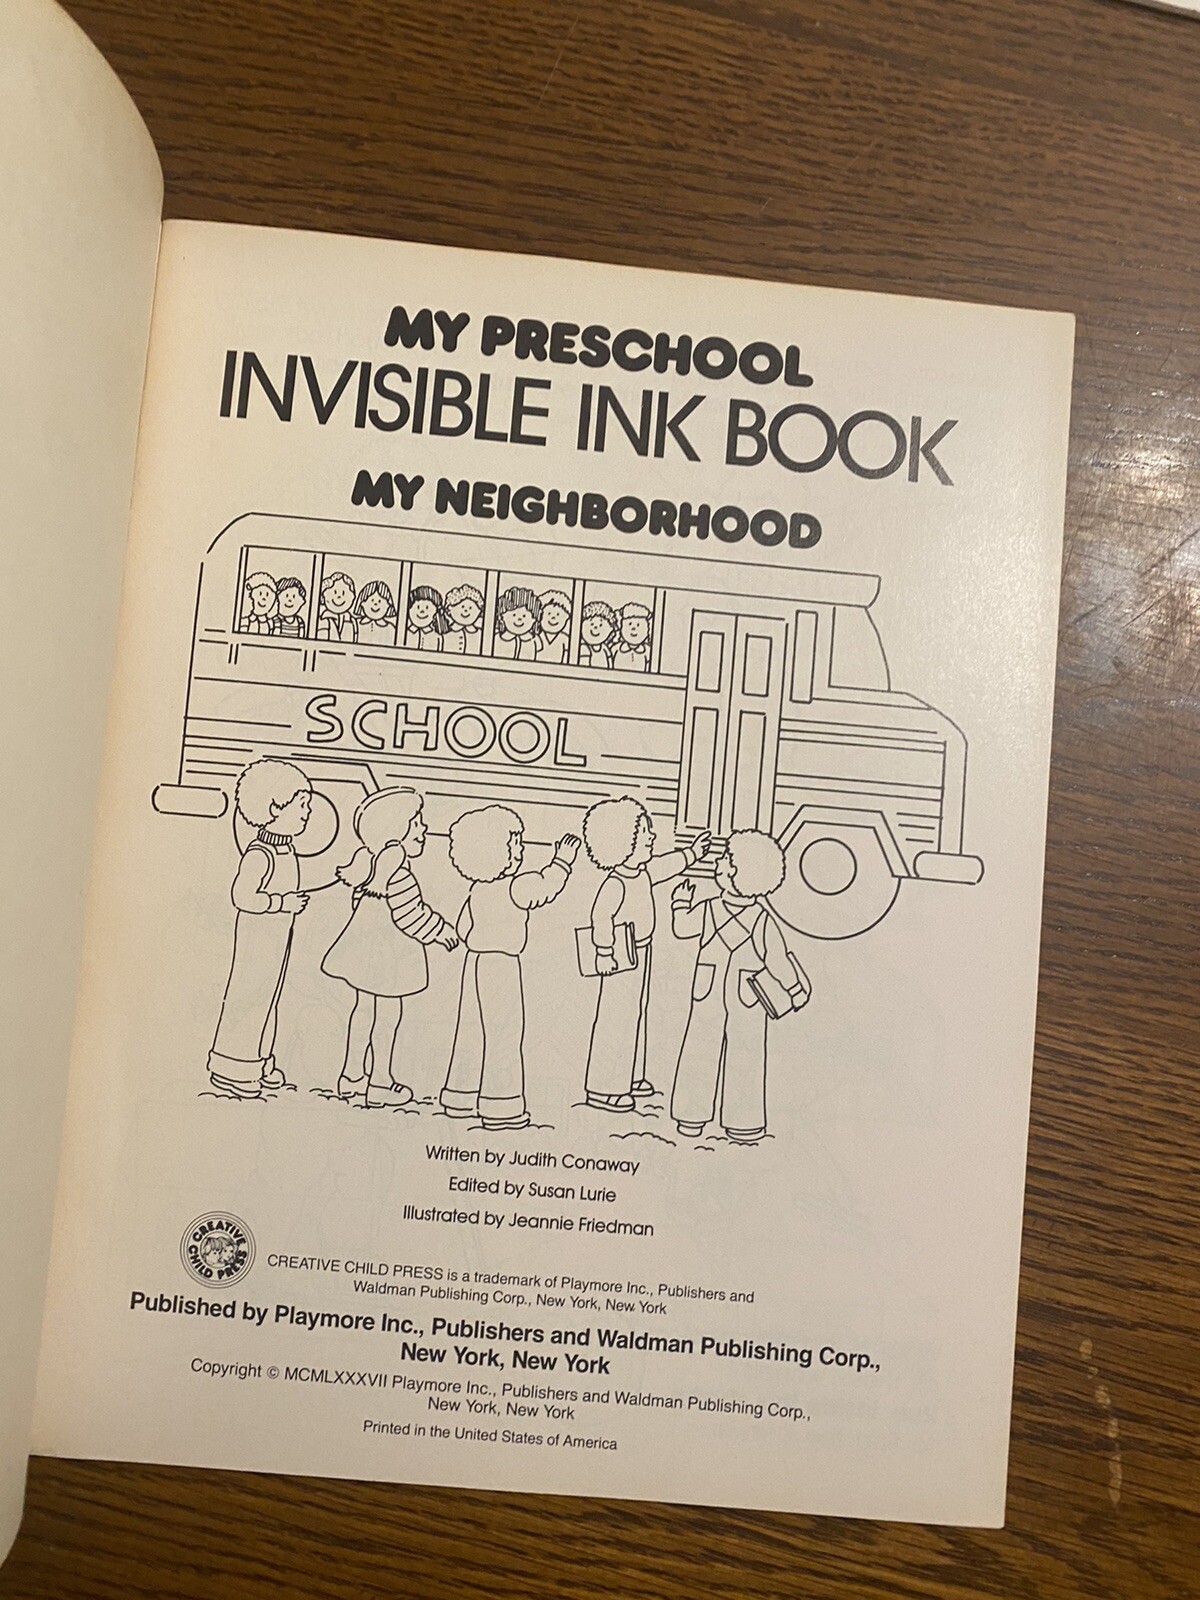 MY PRESCHOOL
INVISIBLE INK BOOK
MY NEIGHBORHOOD
SCHOOL
Written by Judith Conaway
Edited by Susan Lurie
Illustrated by Jeannie Friedman
CREATIVE CHILD PRESS
CREATIVE CHILD PRESS is a trademark of Playmore Inc., Publishers and
Waldman Publishing Corp., New York, New York
Published by Playmore Inc., Publishers and Waldman Publishing Corp.,
New York, New York
Copyright © MCMLXXXVII Playmore Inc., Publishers and Waldman Publishing Corp.,
New York, New York
Printed in the United States of America